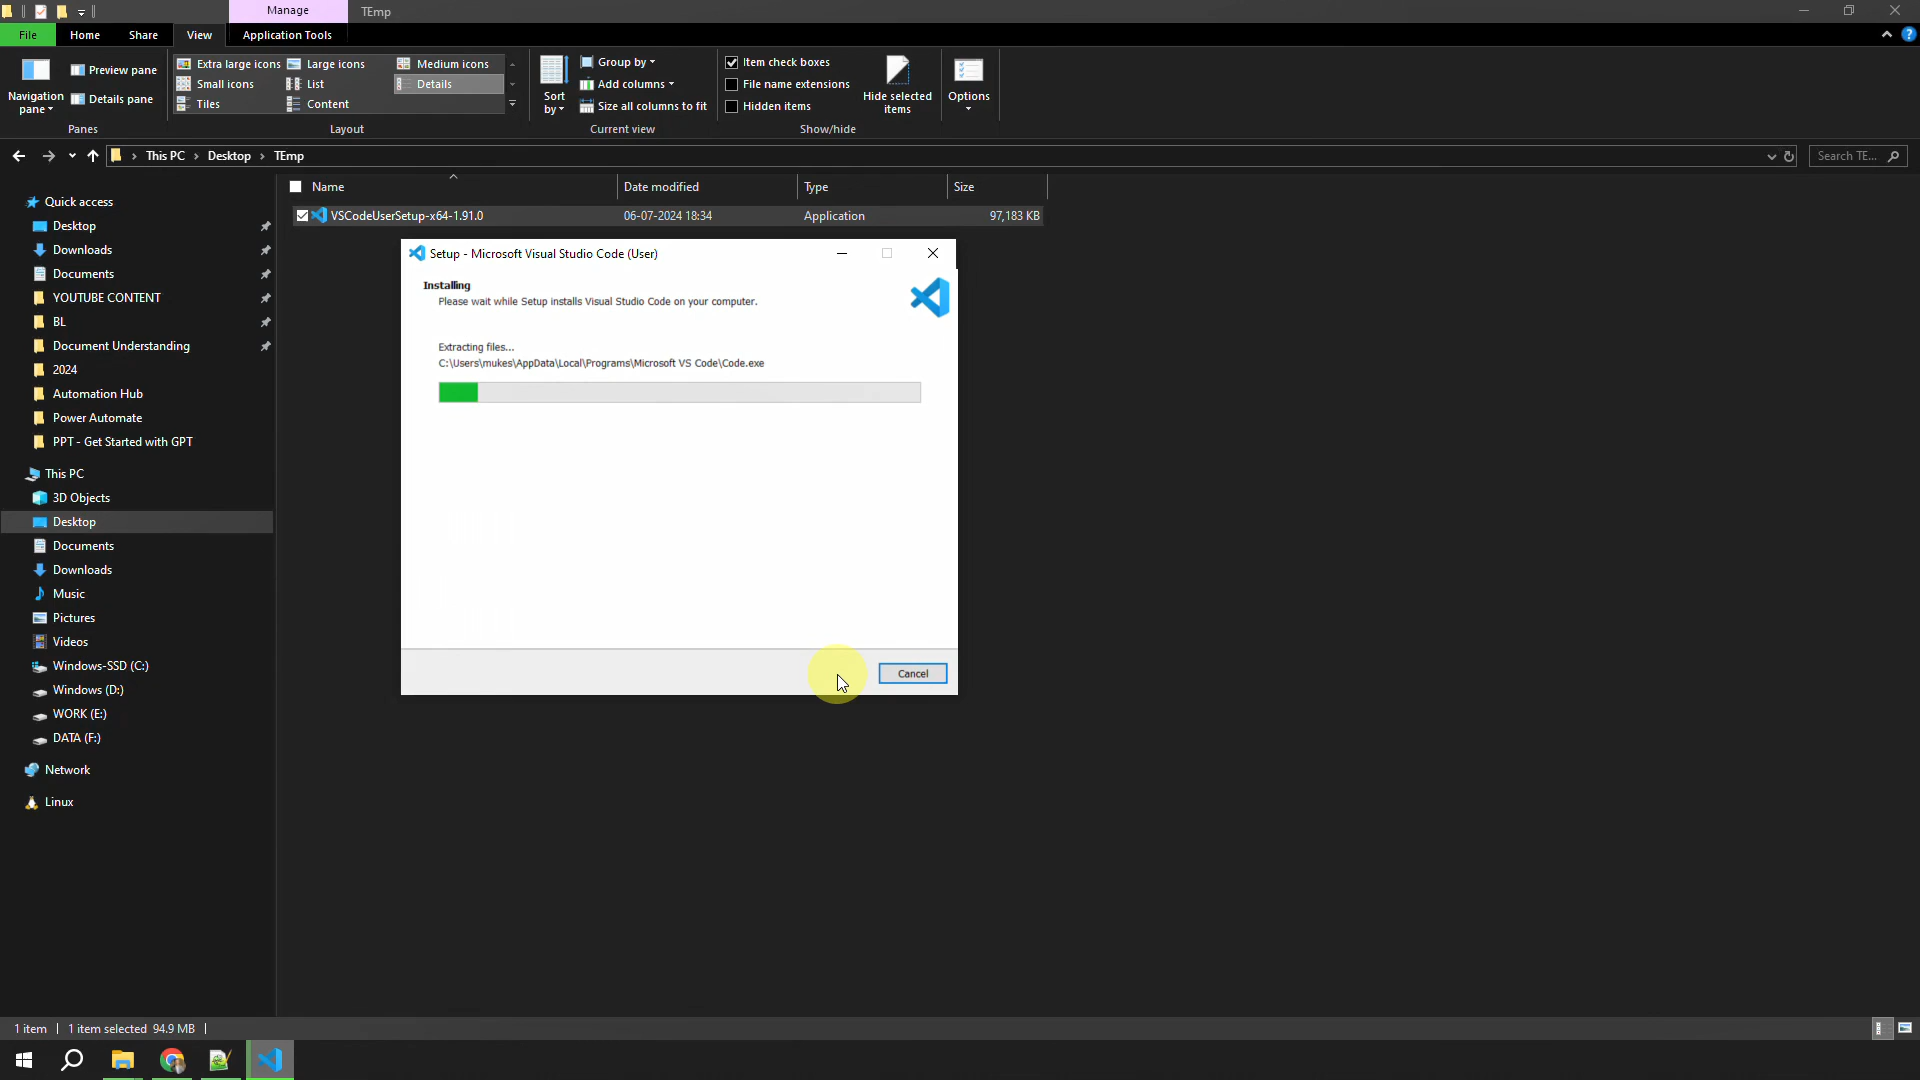 Manage
TEmp
File
Home
Share
View
Application Tools
Navigation
pane
Preview pane
Details pane
Panes
Extra large icons
Large icons
Medium icons
Small icons
List
Details
Tiles
Content
Layout
Sort
by
Group by
Add columns
Size all columns to fit
Current view
Item check boxes
File name extensions
Hidden items
Hide selected
items
Show/hide
Options
This PC > Desktop > TEmp
Search TE...
Name
Date modified
Type
Size
VSCodeUserSetup-x64-1.91.0
06-07-2024 18:34
Application
97,183 KB
Quick access
Desktop
Downloads
Documents
YOUTUBE CONTENT
BL
Document Understanding
2024
Automation Hub
Power Automate
PPT - Get Started with GPT
This PC
3D Objects
Desktop
Documents
Downloads
Music
Pictures
Videos
Windows-SSD (C:)
Windows (D:)
WORK (E:)
DATA (F:)
Network
Linux
Setup - Microsoft Visual Studio Code (User)
Installing
Please wait while Setup installs Visual Studio Code on your computer.
Extracting files...
C:\Users\mukes\AppData\Local\Programs\Microsoft VS Code\Code.exe
Cancel
1 item
1 item selected 94.9 MB